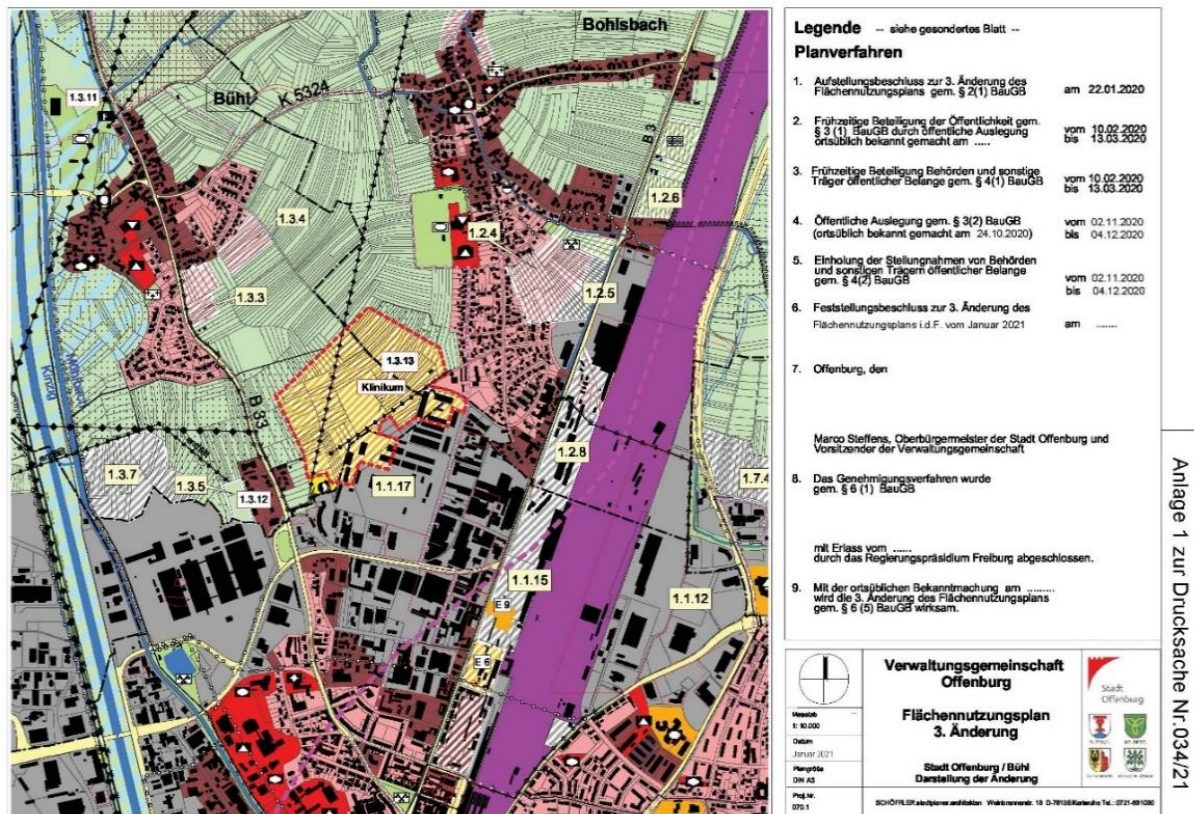 Bohlsbach
1.3.11
Bühl
K 5324
B 3
1.2.6
1.3.4
1.2.4
1.3.3
1.2.5
1.3.13
Klinikum
Kinzig
B 33
1.2.8
1.3.7
1.3.5
1.3.12
1.1.17
1.7.4
1.1.15
1.1.12
E 9
E 6
Legende -- siehe gesondertes Blatt --
Planverfahren
1. Aufstellungsbeschluss zur 3. Änderung des
Flächennutzungsplans gem. § 2(1) BauGB am 22.01.2020
2. Frühzeitige Beteiligung der Öffentlichkeit gem.
§ 3 (1) BauGB durch öffentliche Auslegung vom 10.02.2020
ortsüblich bekannt gemacht am ..... bis 13.03.2020
3. Frühzeitige Beteiligung Behörden und sonstige
Träger öffentlicher Belange gem. § 4(1) BauGB vom 10.02.2020
bis 13.03.2020
4. Öffentliche Auslegung gem. § 3(2) BauGB vom 02.11.2020
(ortsüblich bekannt gemacht am 24.10.2020) bis 04.12.2020
5. Einholung der Stellungnahmen von Behörden
und sonstigen Trägern öffentlicher Belange
gem. § 4(2) BauGB vom 02.11.2020
bis 04.12.2020
6. Feststellungsbeschluss zur 3. Änderung des
Flächennutzungsplans i.d.F. vom Januar 2021 am .......
7. Offenburg, den
Marco Steffens, Oberbürgermeister der Stadt Offenburg und
Vorsitzender der Verwaltungsgemeinschaft
8. Das Genehmigungsverfahren wurde
gem. § 6 (1) BauGB
mit Erlass vom ......
durch das Regierungspräsidium Freiburg abgeschlossen.
9. Mit der ortsüblichen Bekanntmachung am .........
wird die 3. Änderung des Flächennutzungsplans
gem. § 6 (5) BauGB wirksam.
Anlage 1 zur Drucksache Nr.034/21
Maßstab
1: 10.000
Datum
Januar 2021
Plangröße
DIN A3
Proj.Nr.
070.1
Verwaltungsgemeinschaft
Offenburg
Flächennutzungsplan
3. Änderung
Stadt Offenburg / Bühl
Darstellung der Änderung
Stadt
Offenburg
SCHÖFFLER.stadtplaner.architekten